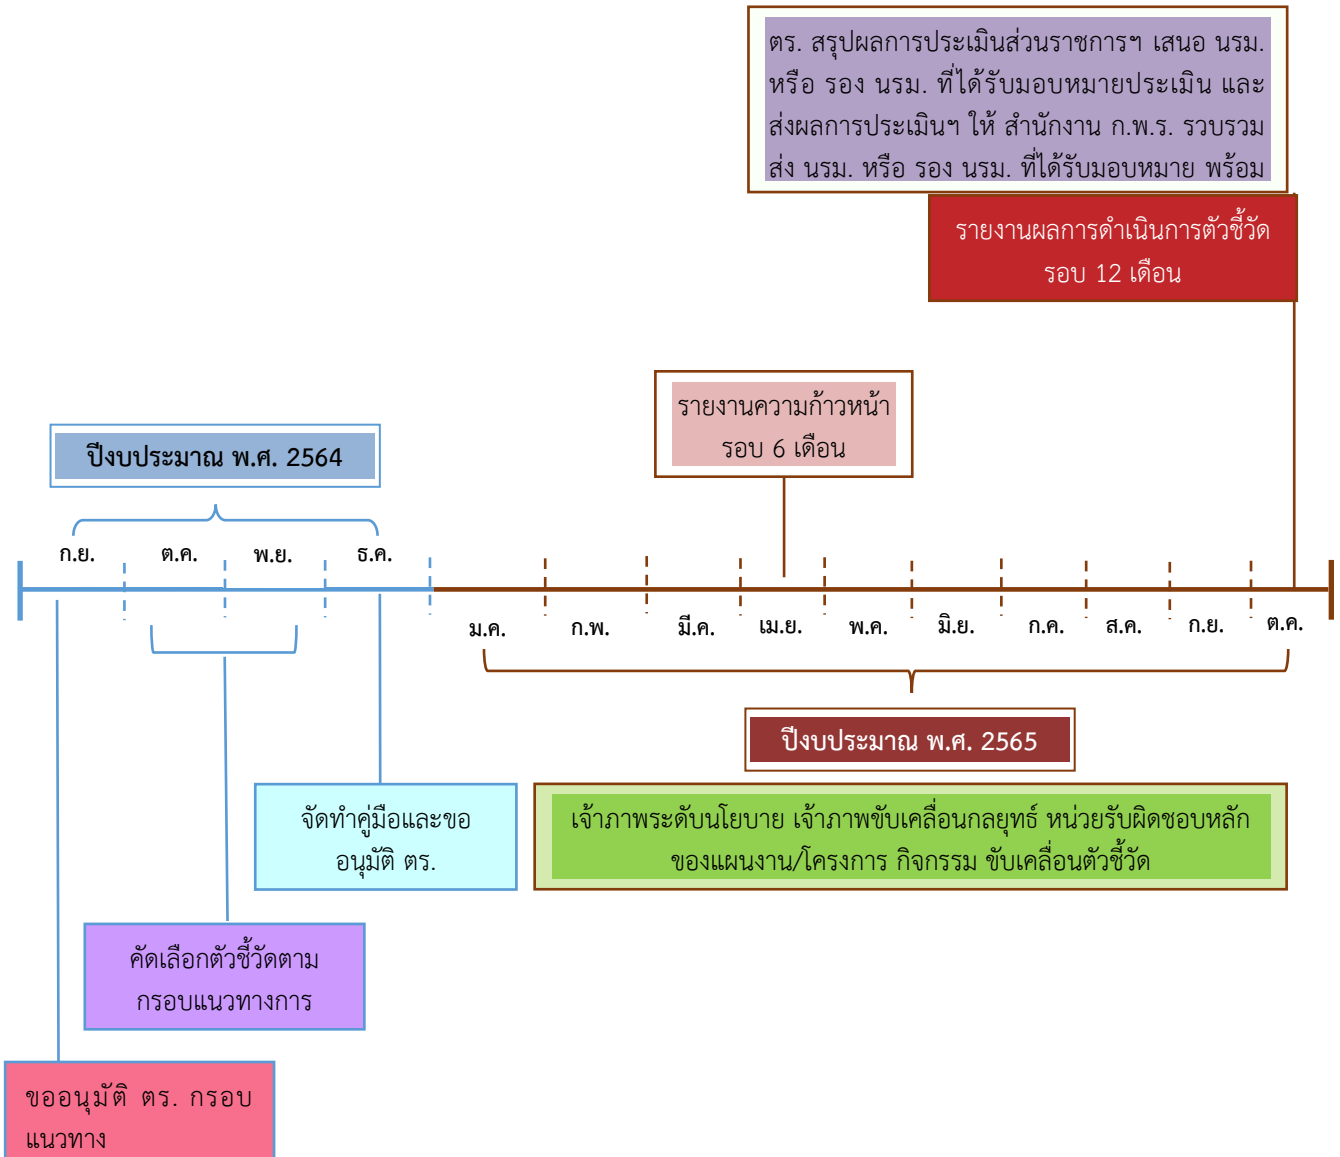 ตร. สรุปผลการประเมินส่วนราชการฯ เสนอ นรม.
หรือ รอง นรม. ที่ได้รับมอบหมายประเมิน และ
ส่งผลการประเมินฯ ให้ สำนักงาน ก.พ.ร. รวบรวม
ส่ง นรม. หรือ รอง นรม. ที่ได้รับมอบหมาย พร้อม
รายงานผลการดำเนินการตัวชี้วัด
รอบ 12 เดือน
รายงานความก้าวหน้า
รอบ 6 เดือน
ปีงบประมาณ พ.ศ. 2564
ก.ย. ต.ค. พ.ย. ธ.ค.
ม.ค. ก.พ. มี.ค. เม.ย. พ.ค. มิ.ย. ก.ค. ส.ค. ก.ย. ต.ค.
ปีงบประมาณ พ.ศ. 2565
จัดทำคู่มือและขอ
อนุมัติ ตร.
เจ้าภาพระดับนโยบาย เจ้าภาพขับเคลื่อนกลยุทธ์ หน่วยรับผิดชอบหลัก
ของแผนงาน/โครงการ กิจกรรม ขับเคลื่อนตัวชี้วัด
คัดเลือกตัวชี้วัดตาม
กรอบแนวทางการ
ขออนุมัติ ตร. กรอบ
แนวทาง